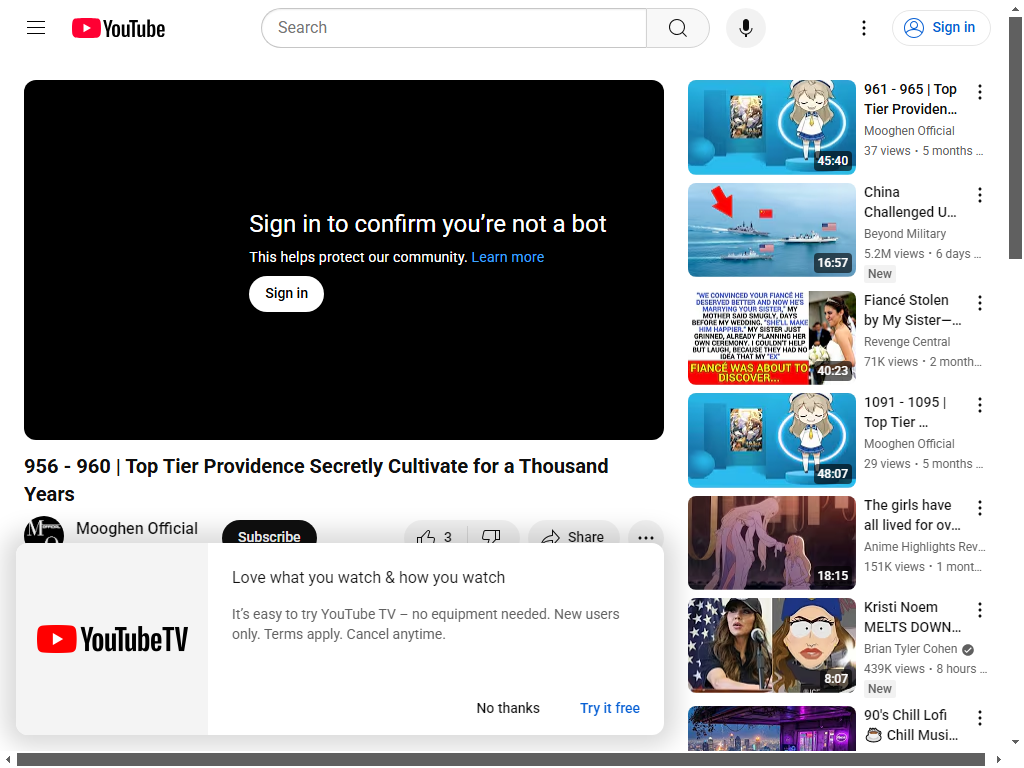 YouTube
Search
Sign in
Sign in to confirm you're not a bot
This helps protect our community. Learn more
Sign in
956 - 960 | Top Tier Providence Secretly Cultivate for a Thousand
Years
Mooghen Official
Subscribe
3
Share
YouTubeTV
Love what you watch & how you watch
It's easy to try YouTube TV – no equipment needed. New users
only. Terms apply. Cancel anytime.
No thanks
Try it free
45:40
961 - 965 | Top
Tier Providen...
Mooghen Official
37 views • 5 months ...
16:57
China
Challenged U...
Beyond Military
5.2M views • 6 days ...
New
"WE CONVINCED YOUR FIANCÉ HE
DESERVED BETTER AND NOW HE'S
MARRYING YOUR SISTER," MY
MOTHER SAID SMUGLY, DAYS
BEFORE MY WEDDING. "SHE'LL MAKE
HIM HAPPIER." MY SISTER JUST
GRINNED, ALREADY PLANNING HER
OWN CEREMONY. I COULDN'T HELP
BUT LAUGH, BECAUSE THEY HAD NO
IDEA THAT MY "EX"
FIANCÉ WAS ABOUT TO
DISCOVER...
40:23
Fiancé Stolen
by My Sister—...
Revenge Central
71K views • 2 month...
48:07
1091 - 1095 |
Top Tier ...
Mooghen Official
29 views • 5 months ...
18:15
The girls have
all lived for ov...
Anime Highlights Rev...
151K views • 1 mont...
8:07
Kristi Noem
MELTS DOWN...
Brian Tyler Cohen
439K views • 8 hours ...
New
90's Chill Lofi
Chill Musi...